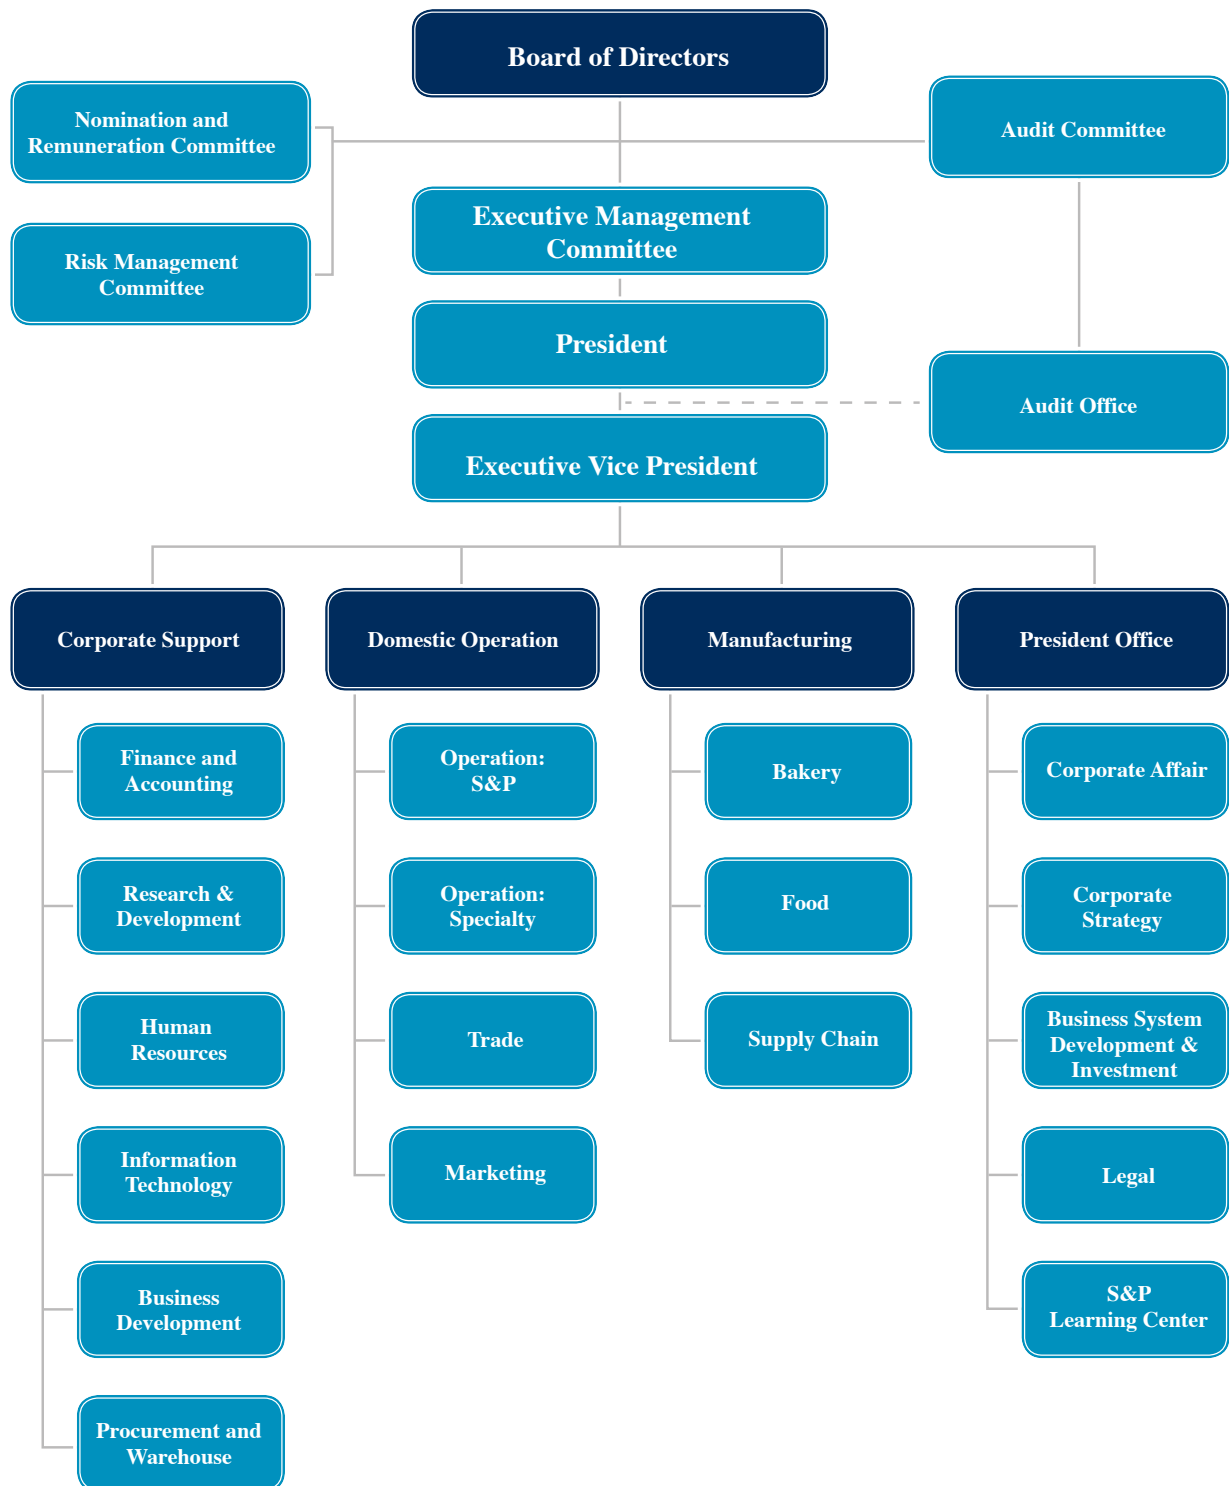 Board of Directors
Nomination and
Remuneration Committee
Audit Committee
Executive Management
Committee
Risk Management
Committee
President
Audit Office
Executive Vice President
Corporate Support
Domestic Operation
Manufacturing
President Office
Finance and
Accounting
Research &
Development
Human
Resources
Information
Technology
Business
Development
Procurement and
Warehouse
Operation:
S&P
Operation:
Specialty
Trade
Marketing
Bakery
Food
Supply Chain
Corporate Affair
Corporate
Strategy
Business System
Development &
Investment
Legal
S&P
Learning Center